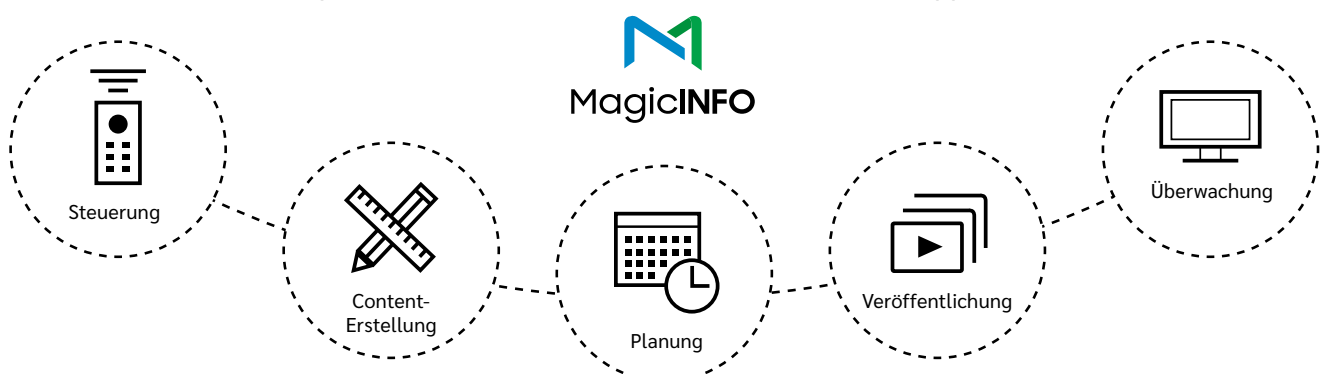 MagicINFO
Steuerung
Content-
Erstellung
Planung
Veröffentlichung
Überwachung